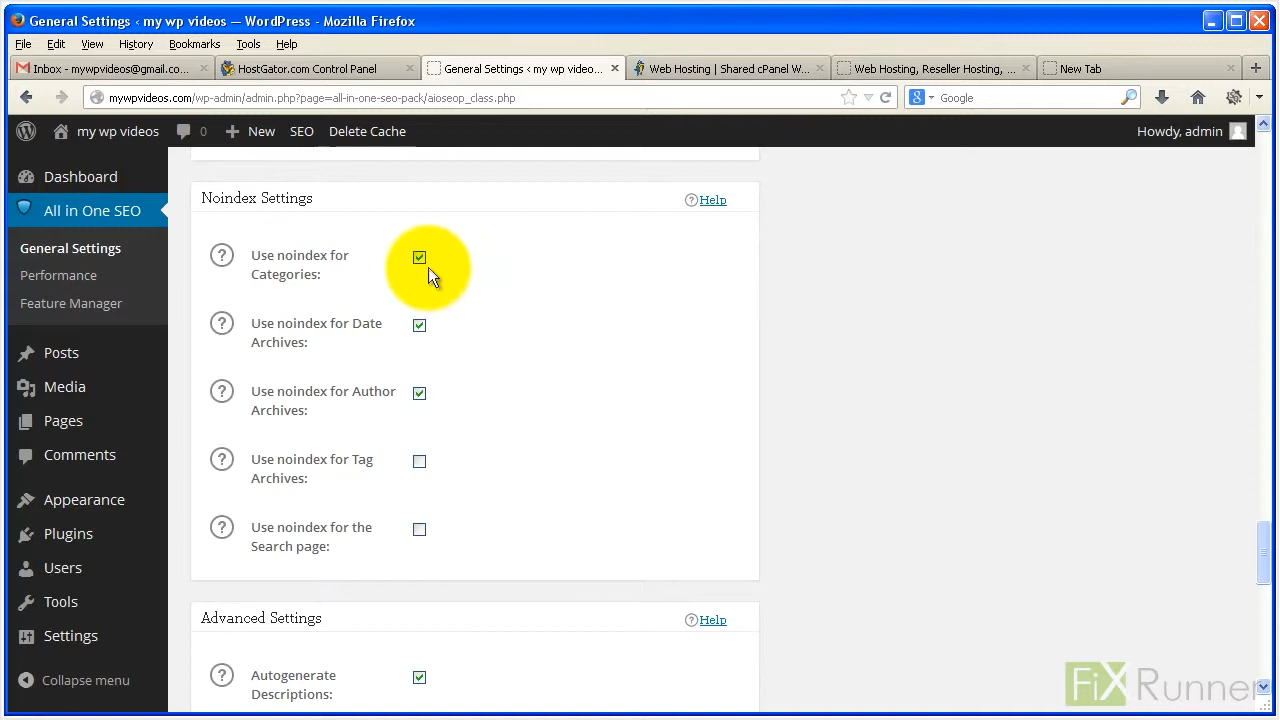 General Settings ‹ my wp videos — WordPress - Mozilla Firefox
File Edit View History Bookmarks Tools Help
Inbox - mywpvideos@gmail.co... × HostGator.com Control Panel × General Settings ‹ my wp video... × Web Hosting | Shared cPanel W... × Web Hosting, Reseller Hosting, ... × New Tab × +
mywpvideos.com/wp-admin/admin.php?page=all-in-one-seo-pack/aioseop_class.php Google
my wp videos 0 + New SEO Delete Cache Howdy, admin
Dashboard
All in One SEO
General Settings
Performance
Feature Manager
Posts
Media
Pages
Comments
Appearance
Plugins
Users
Tools
Settings
Collapse menu
Noindex Settings ? Help
? Use noindex for
Categories:
? Use noindex for Date
Archives:
? Use noindex for Author
Archives:
? Use noindex for Tag
Archives:
? Use noindex for the
Search page:
Advanced Settings ? Help
? Autogenerate
Descriptions:
FiX Runner